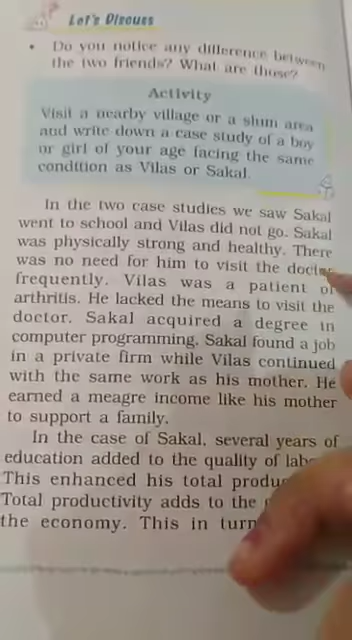 Let's Discuss
• Do you notice any difference between
the two friends? What are those?
Activity
Visit a nearby village or a slum area
and write down a case study of a boy
or girl of your age facing the same
condition as Vilas or Sakal.
In the two case studies we saw Sakal
went to school and Vilas did not go. Sakal
was physically strong and healthy. There
was no need for him to visit the doctor
frequently. Vilas was a patient of
arthritis. He lacked the means to visit the
doctor. Sakal acquired a degree in
computer programming. Sakal found a job
in a private firm while Vilas continued
with the same work as his mother. He
earned a meagre income like his mother
to support a family.
In the case of Sakal, several years of
education added to the quality of
This enhanced his total
Total productivity adds to the
the economy. This in turn